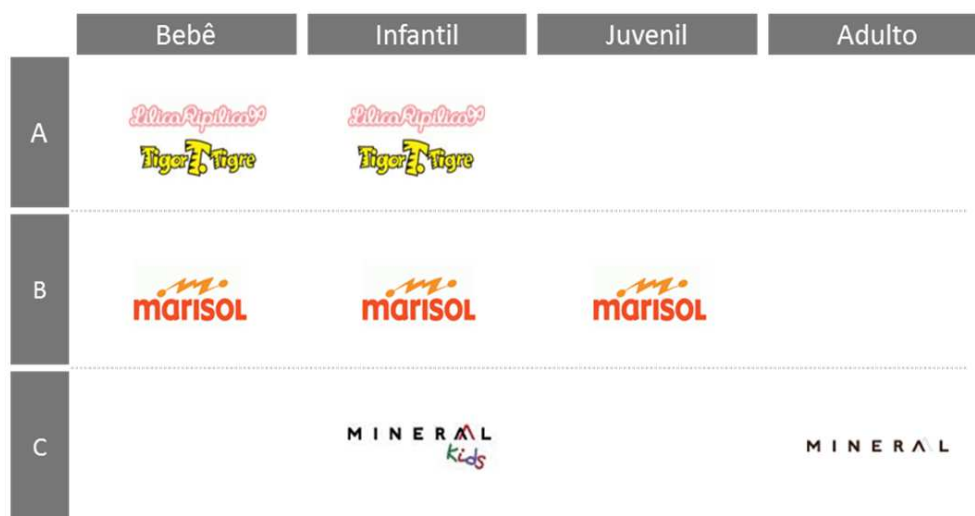 Bebê Infantil Juvenil Adulto
A
Lilica Ripilica Lilica Ripilica
Tigor T. Tigre Tigor T. Tigre
B
marisol marisol marisol
C
MINERAL MINERAL
Kids